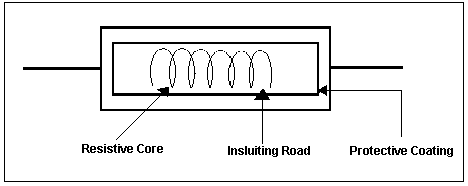 Resistive Core
Insluiting Road
Protective Coating